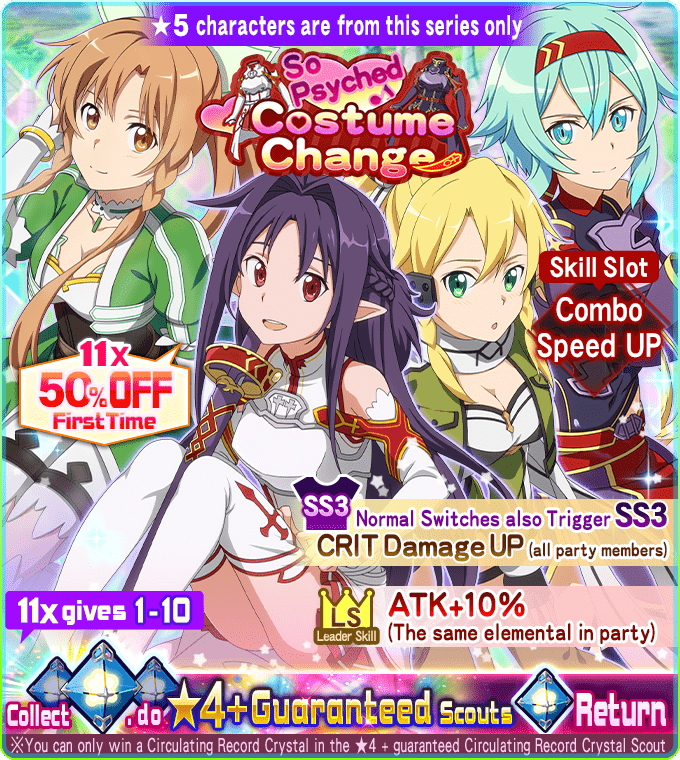 ★5 characters are from this series only
So
Psyched
Costume
Change
Skill Slot
Combo
Speed UP
11x
50%OFF
First Time
SS3
Normal Switches also Trigger SS3
CRIT Damage UP (all party members)
11x gives 1-10
LS
Leader Skill
ATK+10%
(The same elemental in party)
Collect , do ★4+Guaranteed Scouts Return
※You can only win a Circulating Record Crystal in the ★4 + guaranteed Circulating Record Crystal Scout